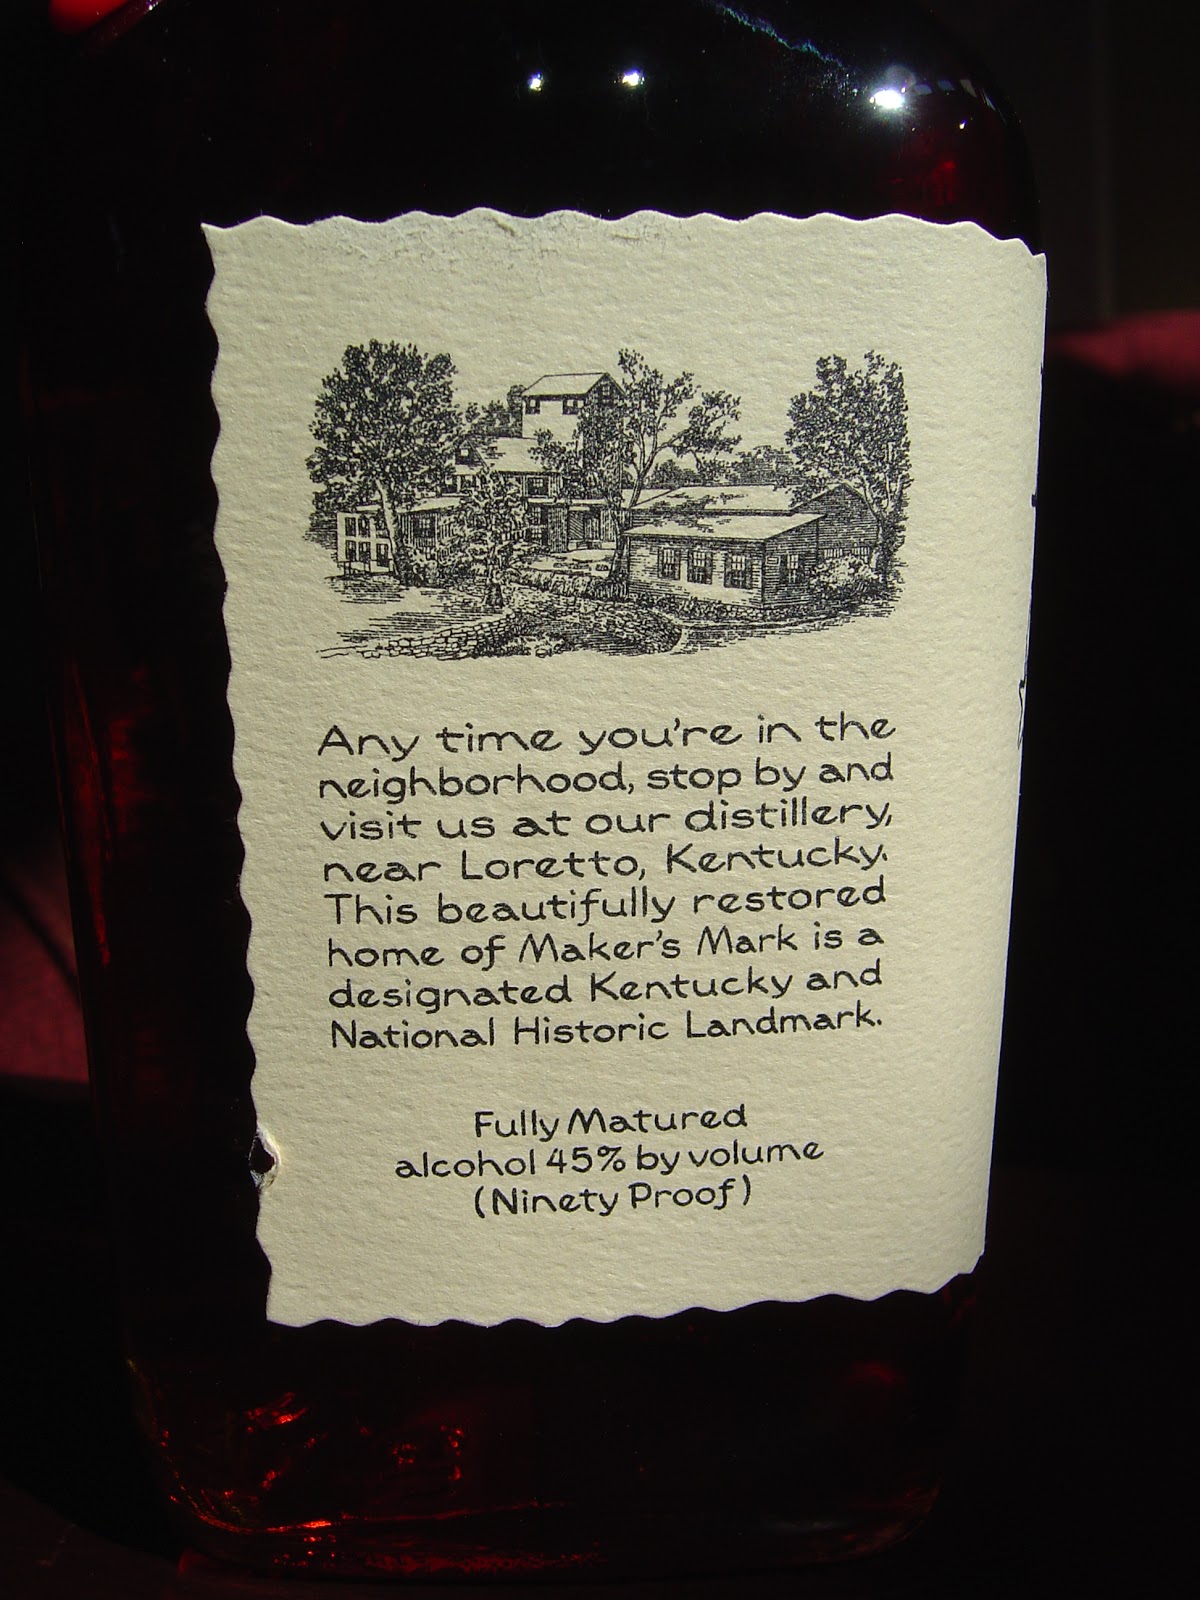 Any time you're in the
neighborhood, stop by and
visit us at our distillery,
near Loretto, Kentucky.
This beautifully restored
home of Maker's Mark is a
designated Kentucky and
National Historic Landmark.
Fully Matured
alcohol 45% by volume
(Ninety Proof)